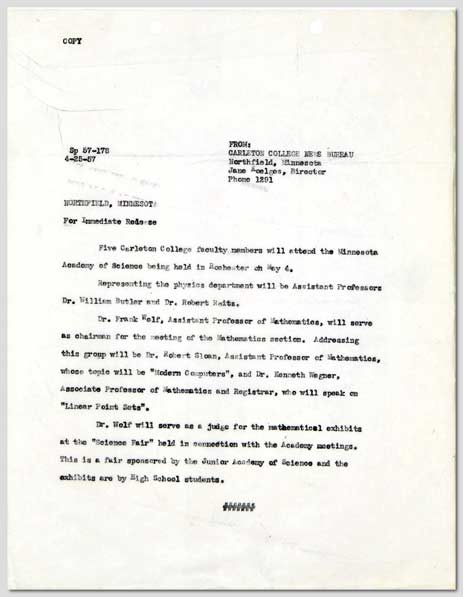 COPY
Sp 57-178
4-25-57
FROM:
CARLETON COLLEGE NEWS BUREAU
Northfield, Minnesota
Jane Roelges, Director
Phone 1291
NORTHFIELD, MINNESOTA
For Immediate Release
Five Carleton College faculty members will attend the Minnesota
Academy of Science being held in Rochester on May 4.
Representing the physics department will be Assistant Professors
Dr. William Butler and Dr. Robert Reitz.
Dr. Frank Wolf, Assistant Professor of Mathematics, will serve
as chairman for the meeting of the Mathematics section. Addressing
this group will be Dr. Robert Sloan, Assistant Professor of Mathematics,
whose topic will be "Modern Computers", and Dr. Kenneth Wegner,
Associate Professor of Mathematics and Registrar, who will speak on
"Linear Point Sets".
Dr. Wolf will serve as a judge for the mathematical exhibits
at the "Science Fair" held in connection with the Academy meetings.
This is a fair sponsored by the Junior Academy of Science and the
exhibits are by High School students.
#######